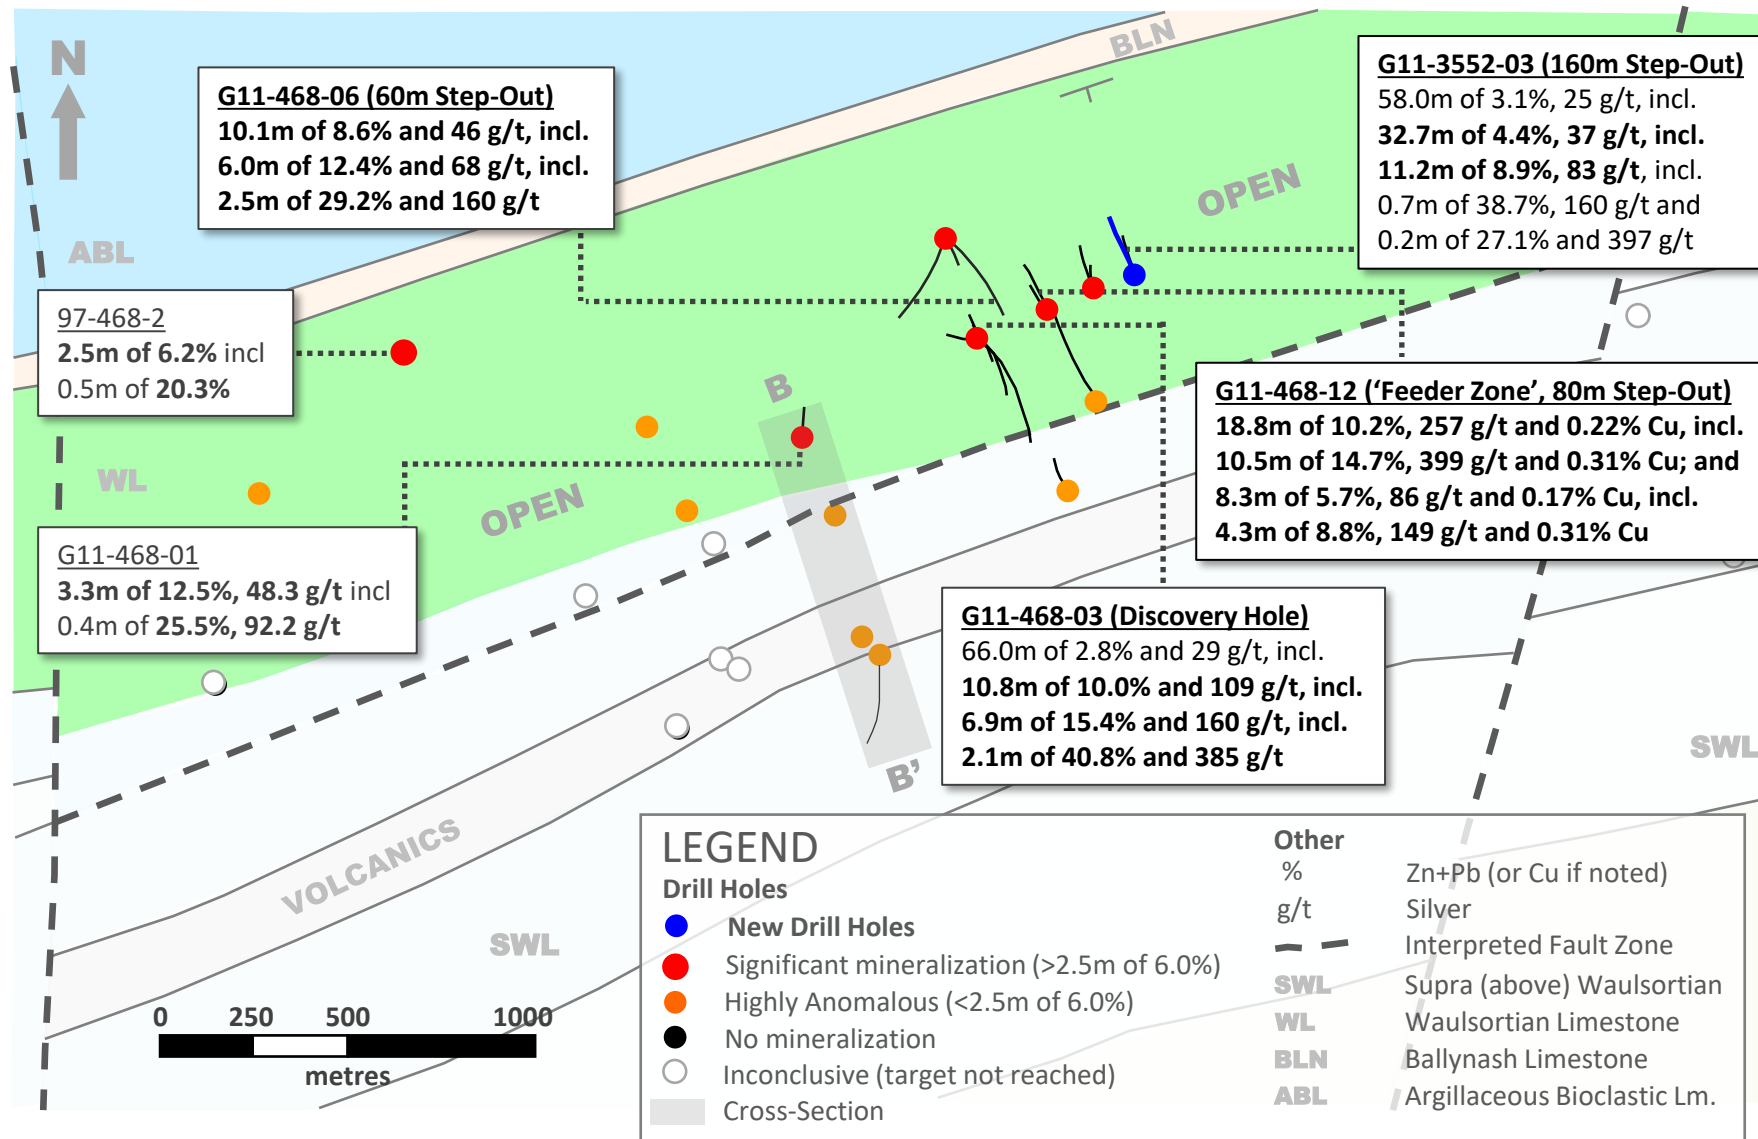 BLN
N
G11-468-06 (60m Step-Out)
10.1m of 8.6% and 46 g/t, incl.
6.0m of 12.4% and 68 g/t, incl.
2.5m of 29.2% and 160 g/t
G11-3552-03 (160m Step-Out)
58.0m of 3.1%, 25 g/t, incl.
32.7m of 4.4%, 37 g/t, incl.
11.2m of 8.9%, 83 g/t, incl.
0.7m of 38.7%, 160 g/t and
0.2m of 27.1% and 397 g/t
OPEN
ABL
97-468-2
2.5m of 6.2% incl
0.5m of 20.3%
B
G11-468-12 (‘Feeder Zone’, 80m Step-Out)
18.8m of 10.2%, 257 g/t and 0.22% Cu, incl.
10.5m of 14.7%, 399 g/t and 0.31% Cu; and
8.3m of 5.7%, 86 g/t and 0.17% Cu, incl.
4.3m of 8.8%, 149 g/t and 0.31% Cu
WL
OPEN
G11-468-01
3.3m of 12.5%, 48.3 g/t incl
0.4m of 25.5%, 92.2 g/t
G11-468-03 (Discovery Hole)
66.0m of 2.8% and 29 g/t, incl.
10.8m of 10.0% and 109 g/t, incl.
6.9m of 15.4% and 160 g/t, incl.
2.1m of 40.8% and 385 g/t
SWL
B’
VOLCANICS
SWL
0 250 500 1000
metres
LEGEND
Drill Holes
New Drill Holes
Significant mineralization (>2.5m of 6.0%)
Highly Anomalous (<2.5m of 6.0%)
No mineralization
Inconclusive (target not reached)
Cross-Section
Other
% Zn+Pb (or Cu if noted)
g/t Silver
Interpreted Fault Zone
SWL Supra (above) Waulsortian
WL Waulsortian Limestone
BLN Ballynash Limestone
ABL Argillaceous Bioclastic Lm.